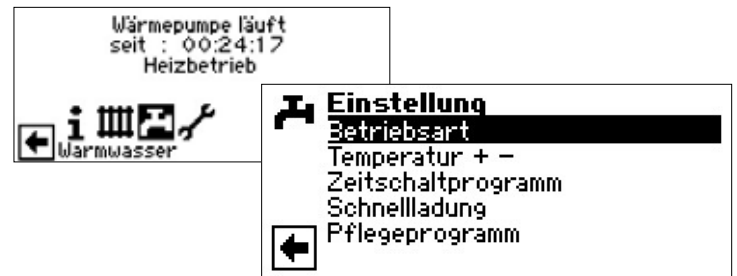 Wärmepumpe läuft
seit : 00:24:17
Heizbetrieb
Warmwasser
Einstellung
Betriebsart
Temperatur + −
Zeitschaltprogramm
Schnellladung
Pflegeprogramm